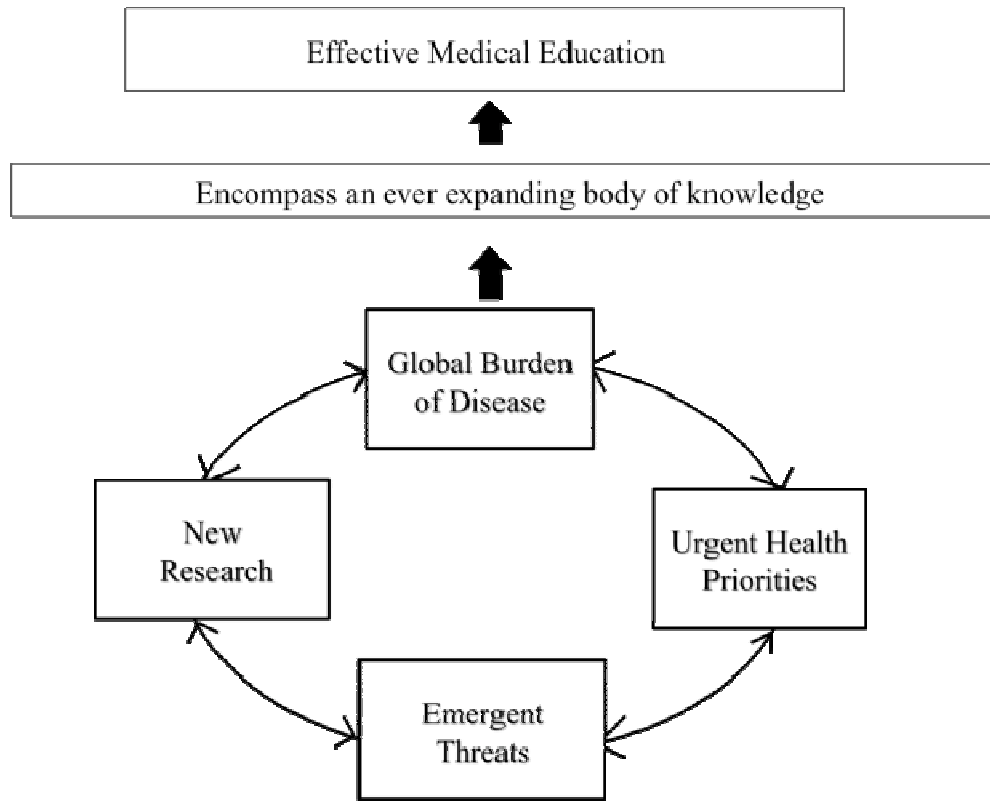 Effective Medical Education
Encompass an ever expanding body of knowledge
Global Burden
of Disease
New
Research
Urgent Health
Priorities
Emergent
Threats